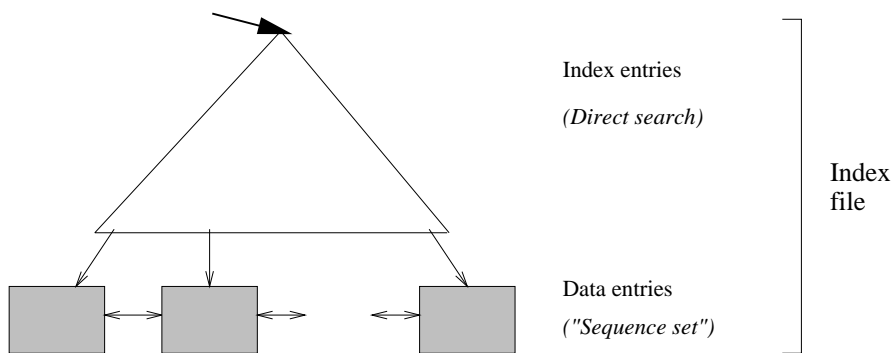 Index entries
(Direct search)
Index
file
Data entries
("Sequence set")